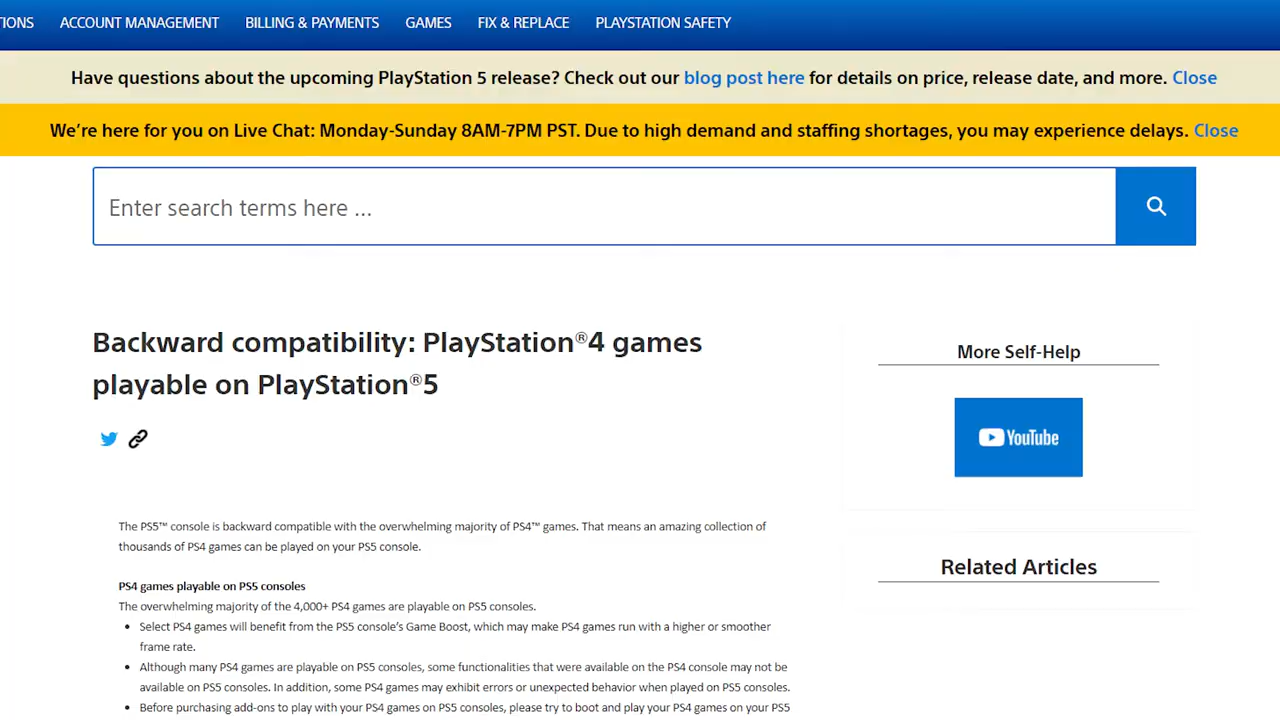 IONS ACCOUNT MANAGEMENT BILLING & PAYMENTS GAMES FIX & REPLACE PLAYSTATION SAFETY
Have questions about the upcoming PlayStation 5 release? Check out our blog post here for details on price, release date, and more. Close
We're here for you on Live Chat: Monday-Sunday 8AM-7PM PST. Due to high demand and staffing shortages, you may experience delays. Close
Enter search terms here ...
Backward compatibility: PlayStation®4 games
playable on PlayStation®5
More Self-Help
YouTube
The PS5™ console is backward compatible with the overwhelming majority of PS4™ games. That means an amazing collection of
thousands of PS4 games can be played on your PS5 console.
Related Articles
PS4 games playable on PS5 consoles
The overwhelming majority of the 4,000+ PS4 games are playable on PS5 consoles.
• Select PS4 games will benefit from the PS5 console's Game Boost, which may make PS4 games run with a higher or smoother
frame rate.
• Although many PS4 games are playable on PS5 consoles, some functionalities that were available on the PS4 console may not be
available on PS5 consoles. In addition, some PS4 games may exhibit errors or unexpected behavior when played on PS5 consoles.
• Before purchasing add-ons to play with your PS4 games on PS5 consoles, please try to boot and play your PS4 games on your PS5